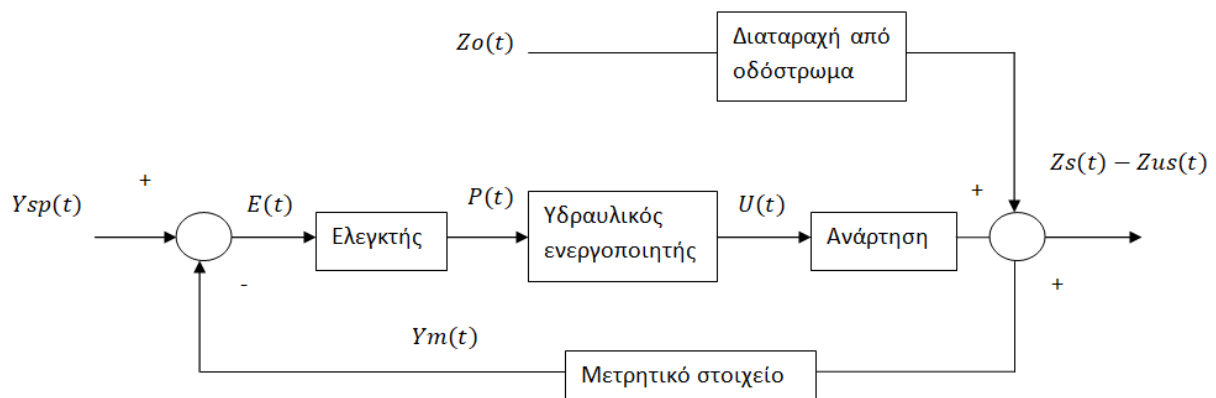 Zo(t)
Διαταραχή από
οδόστρωμα
Zs(t) − Zus(t)
+
Ysp(t)
E(t)
P(t)
Υδραυλικός
ενεργοποιητής
U(t)
+
Ελεγκτής
Ανάρτηση
-
+
Ym(t)
Μετρητικό στοιχείο